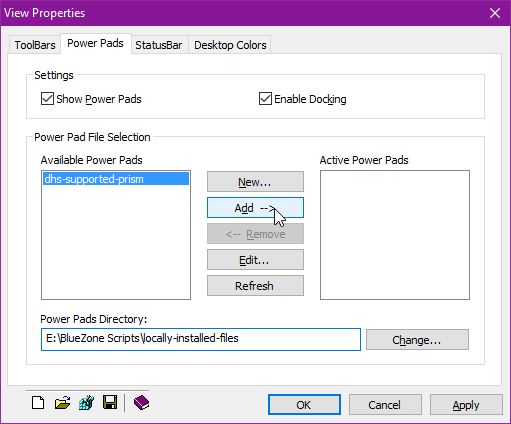 View Properties
ToolBars Power Pads StatusBar Desktop Colors
Settings
Show Power Pads Enable Docking
Power Pad File Selection
Available Power Pads Active Power Pads
dhs-supported-prism
New...
Add -->
<-- Remove
Edit...
Refresh
Power Pads Directory:
E:\BlueZone Scripts\locally-installed-files Change...
OK Cancel Apply